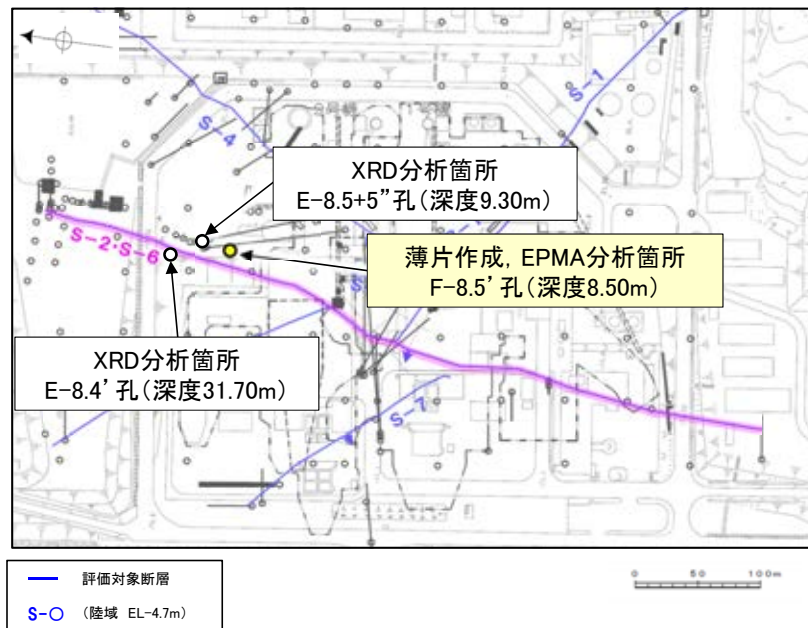 S-1
S-4
XRD分析箇所
E-8.5+5”孔(深度9.30m)
S-2・S-6
薄片作成, EPMA分析箇所
F-8.5’孔(深度8.50m)
XRD分析箇所
E-8.4’孔(深度31.70m)
S-7
0 50 100m
評価対象断層
S-○ (陸域 EL-4.7m)